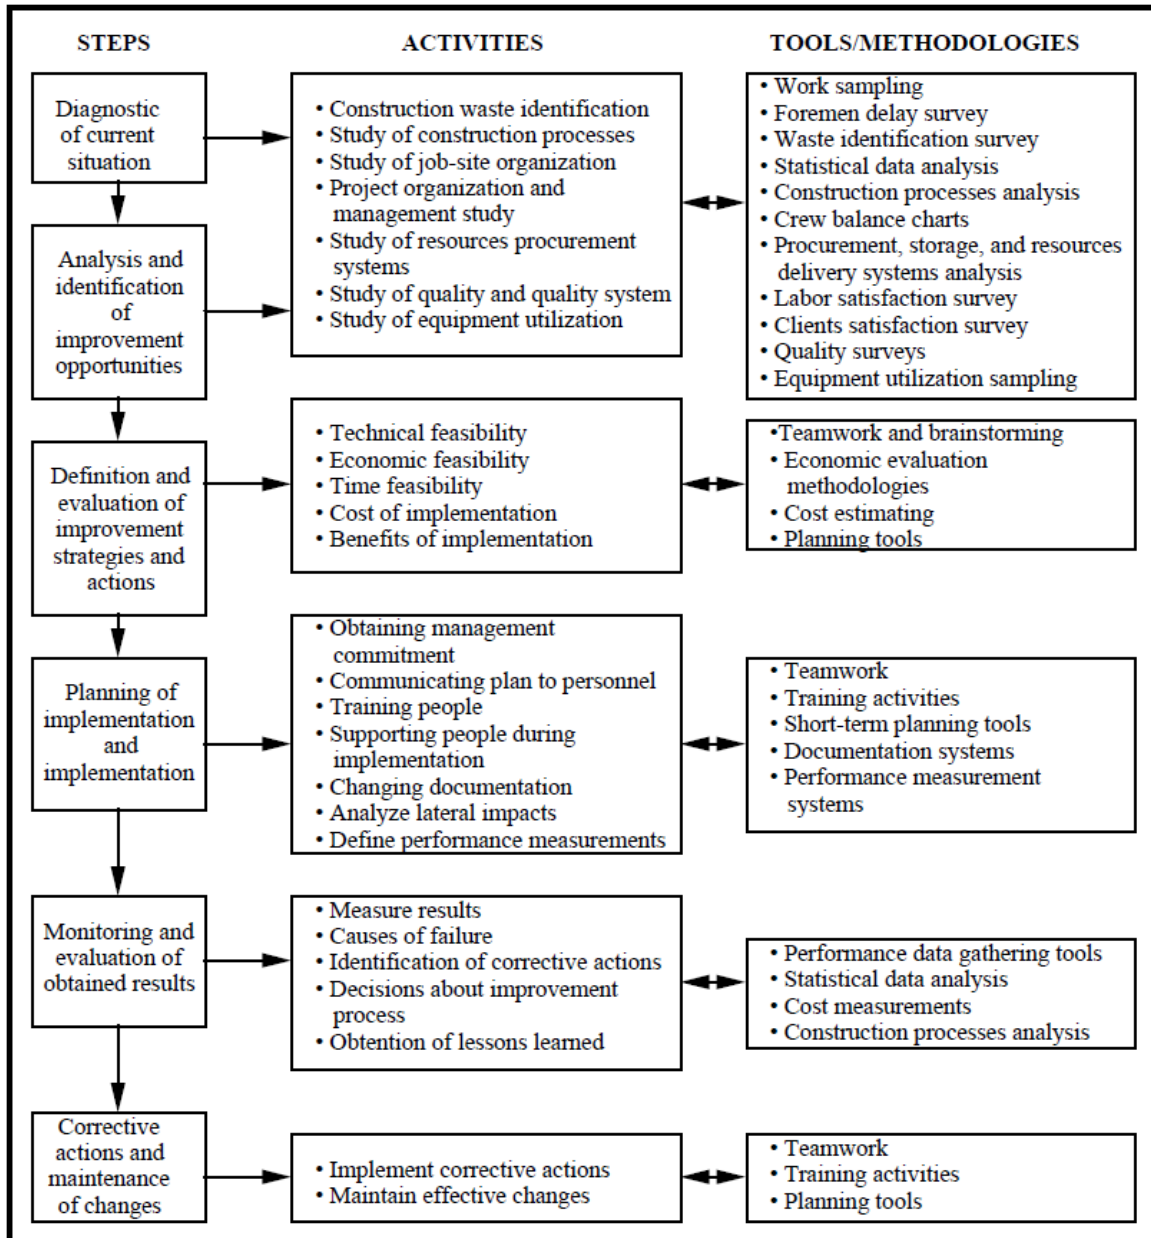 STEPS
ACTIVITIES
TOOLS/METHODOLOGIES
Diagnostic
of current
situation
• Construction waste identification
• Study of construction processes
• Study of job-site organization
• Project organization and
management study
• Study of resources procurement
systems
• Study of quality and quality system
• Study of equipment utilization
• Work sampling
• Foremen delay survey
• Waste identification survey
• Statistical data analysis
• Construction processes analysis
• Crew balance charts
• Procurement, storage, and resources
delivery systems analysis
• Labor satisfaction survey
• Clients satisfaction survey
• Quality surveys
• Equipment utilization sampling
Analysis and
identification
of
improvement
opportunities
Definition and
evaluation of
improvement
strategies and
actions
• Technical feasibility
• Economic feasibility
• Time feasibility
• Cost of implementation
• Benefits of implementation
•Teamwork and brainstorming
• Economic evaluation
methodologies
• Cost estimating
• Planning tools
Planning of
implementation
and
implementation
• Obtaining management
commitment
• Communicating plan to personnel
• Training people
• Supporting people during
implementation
• Changing documentation
• Analyze lateral impacts
• Define performance measurements
• Teamwork
• Training activities
• Short-term planning tools
• Documentation systems
• Performance measurement
systems
Monitoring and
evaluation of
obtained results
• Measure results
• Causes of failure
• Identification of corrective actions
• Decisions about improvement
process
• Obtention of lessons learned
• Performance data gathering tools
• Statistical data analysis
• Cost measurements
• Construction processes analysis
Corrective
actions and
maintenance
of changes
• Implement corrective actions
• Maintain effective changes
• Teamwork
• Training activities
• Planning tools